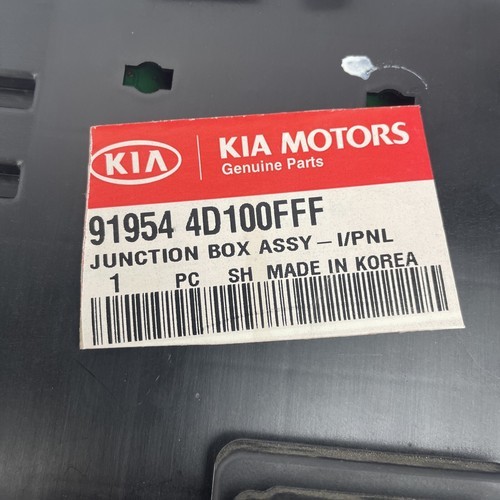 KIA
KIA MOTORS
Genuine Parts
91954 4D100FFF
JUNCTION BOX ASSY - I/PNL
1 PC SH MADE IN KOREA